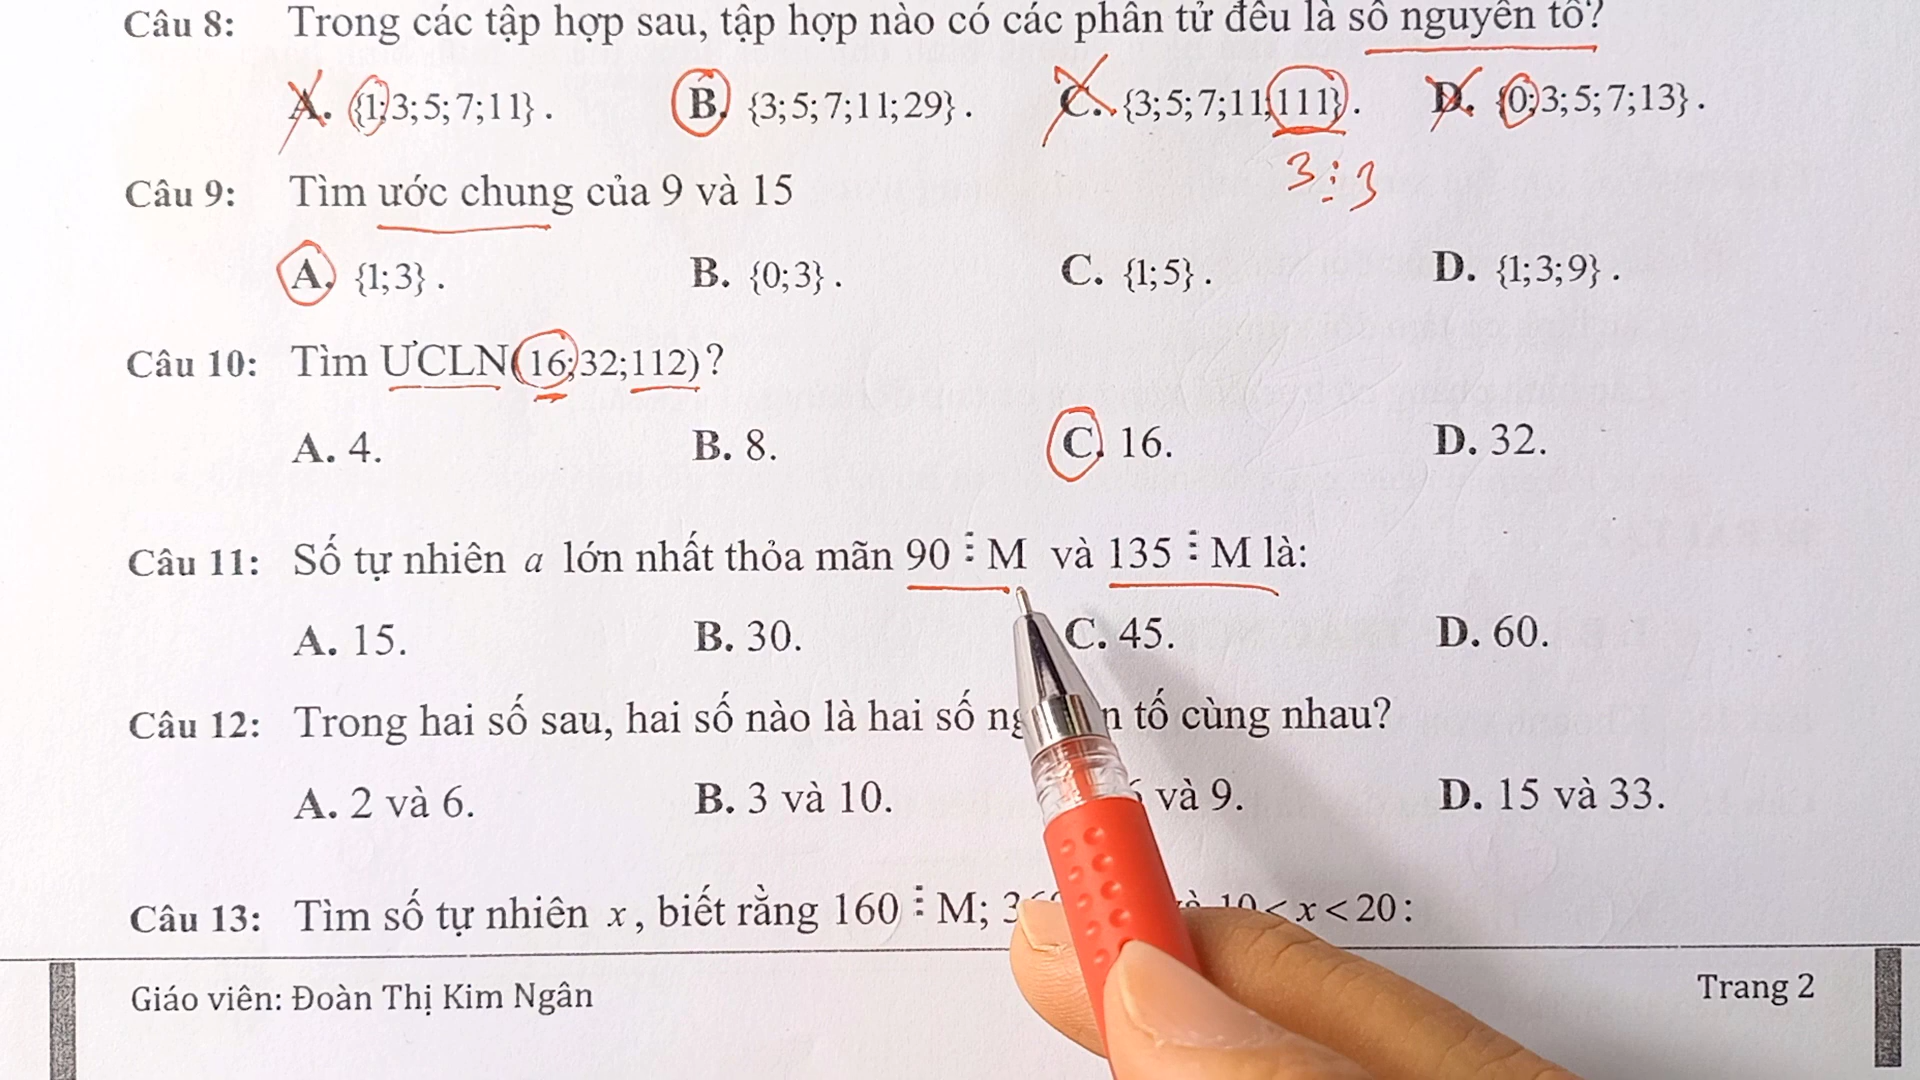 Câu 8: Trong các tập hợp sau, tập hợp nào có các phần tử đều là số nguyên tố?
A. {1;3;5;7;11}. B. {3;5;7;11;29}. C. {3;5;7;11;111}. D. {0;3;5;7;13}.
3⋮3
Câu 9: Tìm ước chung của 9 và 15
A. {1;3}. B. {0;3}. C. {1;5}. D. {1;3;9}.
Câu 10: Tìm ƯCLN(16;32;112)?
A. 4. B. 8. C. 16. D. 32.
Câu 11: Số tự nhiên a lớn nhất thỏa mãn 90 ⋮ M và 135 ⋮ M là:
A. 15. B. 30. C. 45. D. 60.
Câu 12: Trong hai số sau, hai số nào là hai số tố cùng nhau?
A. 2 và 6. B. 3 và 10. và 9. D. 15 và 33.
Câu 13: Tìm số tự nhiên x, biết rằng 160 ⋮ M; 10 < x < 20:
Giáo viên: Đoàn Thị Kim Ngân Trang 2